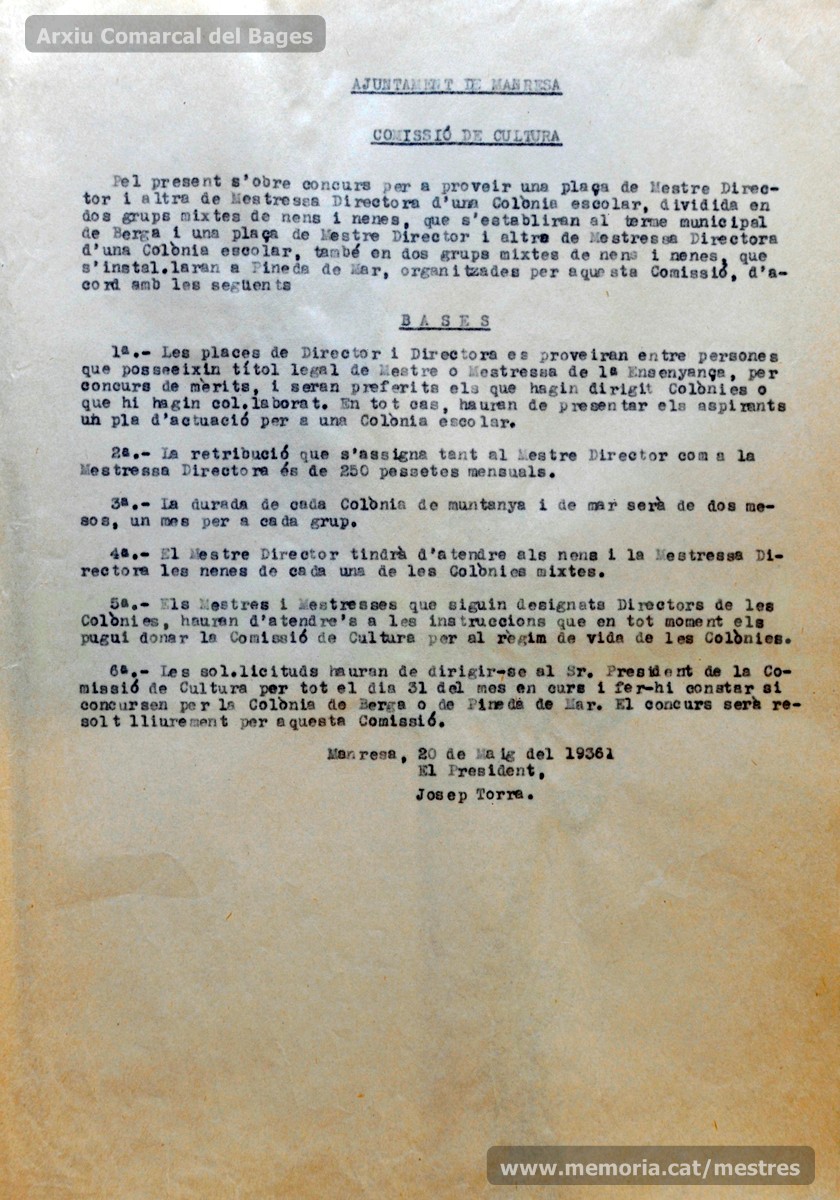 Arxiu Comarcal del Bages
AJUNTAMENT DE MANRESA
COMISSIÓ DE CULTURA
Pel present s'obre concurs per a proveir una plaça de Mestre Direc-
tor i altra de Mestressa Directora d'una Colònia escolar, dividida en
dos grups mixtes de nens i nenes, que s'establiran al terme municipal
de Berga i una plaça de Mestre Director i altre de Mestressa Directora
d'una Colònia escolar, també en dos grups mixtes de nens i nenes, que
s'instal.laran a Pineda de Mar, organitzades per aquesta Comissió, d'a-
cord amb les següents
B A S E S
1ª.- Les places de Director i Directora es proveiran entre persones
que posseeixin títol legal de Mestre o Mestressa de lª Ensenyança, per
concurs de mèrits, i seran preferits els que hagin dirigit Colònies o
que hi hagin col.laborat. En tot cas, hauran de presentar els aspirants
un pla d'actuació per a una Colònia escolar.
2ª.- La retribució que s'assigna tant al Mestre Director com a la
Mestressa Directora és de 250 pessetes mensuals.
3ª.- La durada de cada Colònia de muntanya i de mar serà de dos me-
sos, un mes per a cada grup.
4ª.- El Mestre Director tindrà d'atendre als nens i la Mestressa Di-
rectora les nenes de cada una de les Colònies mixtes.
5ª.- Els Mestres i Mestresses que siguin designats Directors de les
Colònies, hauran d'atendre's a les instruccions que en tot moment els
pugui donar la Comissió de Cultura per al règim de vida de les Colònies.
6ª.- Les sol.licituds hauran de dirigir-se al Sr. President de la Co-
missió de Cultura per tot el dia 31 del mes en curs i fer-hi constar si
concursen per la Colònia de Berga o de Pineda de Mar. El concurs serà re-
solt lliurement per aquesta Comissió.
Manresa, 20 de Maig del 19361
El President,
Josep Torra.
www.memoria.cat/mestres